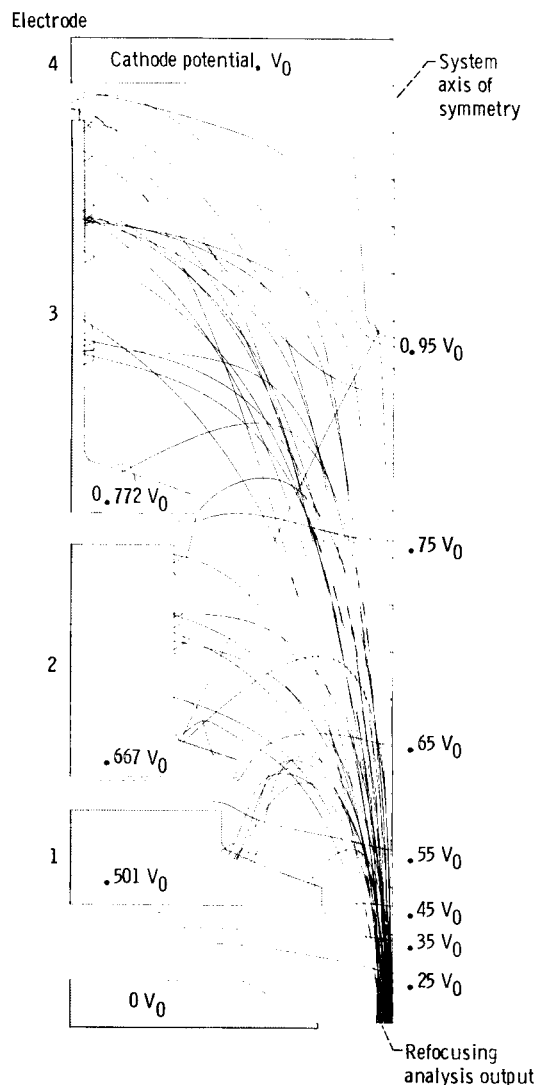 Electrode
4
Cathode potential. V0
System
axis of
symmetry
3
0.95 V0
0.772 V0
.75 V0
2
.667 V0
.65 V0
1
.55 V0
.501 V0
.45 V0
.35 V0
.25 V0
0 V0
Refocusing
analysis output